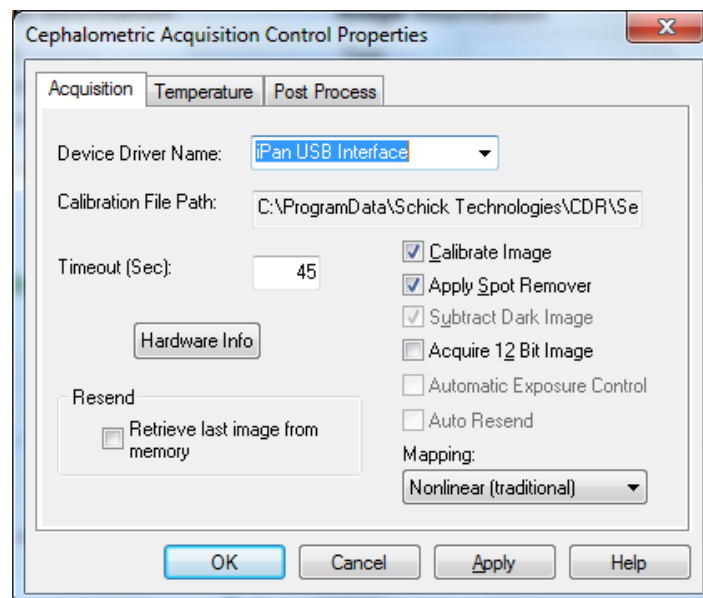 Cephalometric Acquisition Control Properties
Acquisition
Temperature
Post Process
Device Driver Name:
iPan USB Interface
Calibration File Path:
C:\ProgramData\Schick Technologies\CDR\Se
Timeout (Sec):
45
Calibrate Image
Apply Spot Remover
Subtract Dark Image
Hardware Info
Acquire 12 Bit Image
Automatic Exposure Control
Resend
Auto Resend
Retrieve last image from
memory
Mapping:
Nonlinear (traditional)
OK
Cancel
Apply
Help